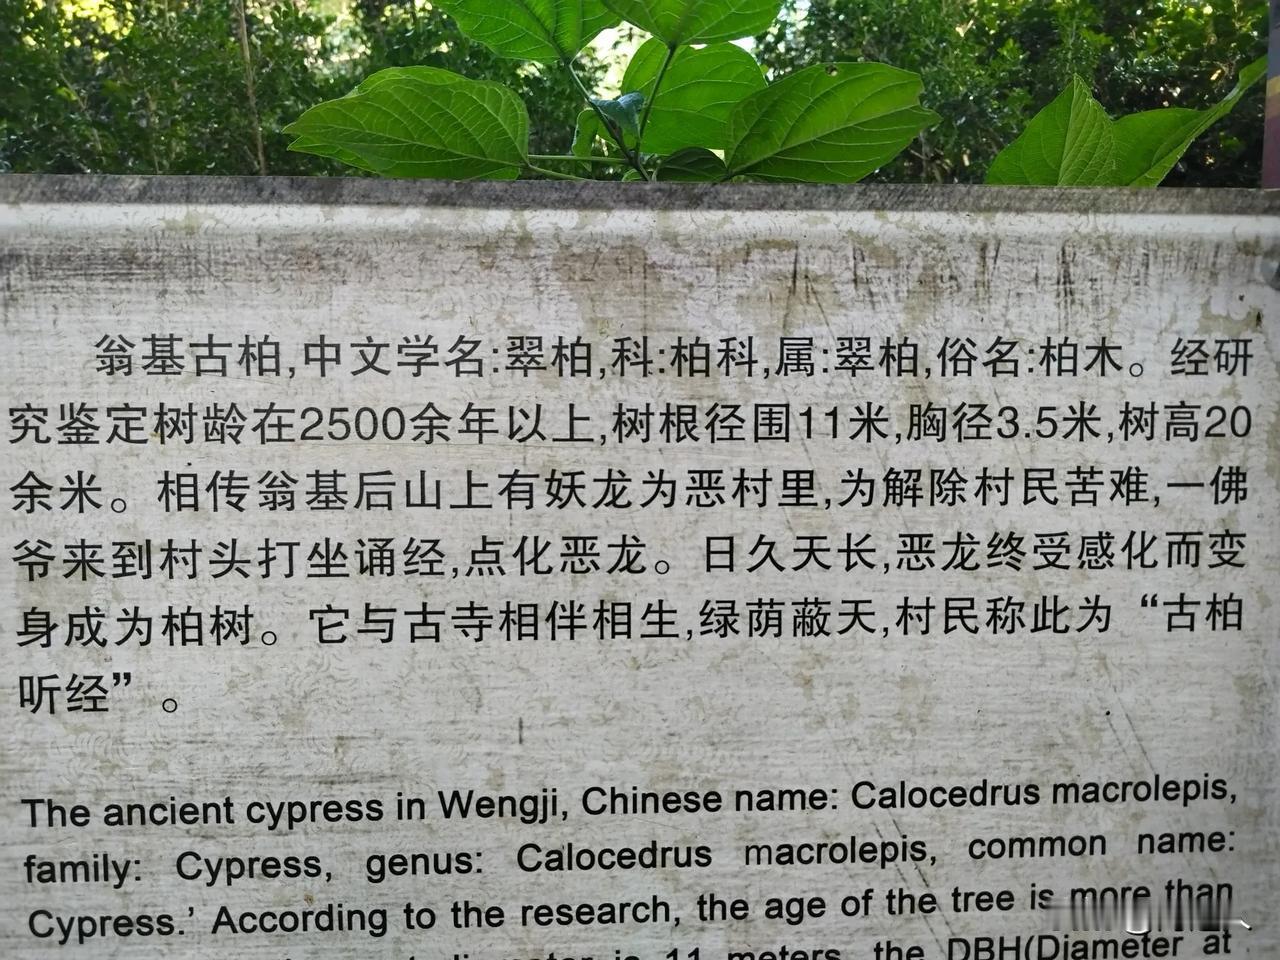 翁基古柏,中文学名:翠柏,科:柏科,属:翠柏,俗名:柏木。经研
究鉴定树龄在2500余年以上,树根径围11米,胸径3.5米,树高20
余米。相传翁基后山上有妖龙为恶村里,为解除村民苦难,一佛
爷来到村头打坐诵经,点化恶龙。日久天长,恶龙终受感化而变
身成为柏树。它与古寺相伴相生,绿荫蔽天,村民称此为“古柏
听经”。
The ancient cypress in Wengji, Chinese name: Calocedrus macrolepis,
family: Cypress, genus: Calocedrus macrolepis, common name:
Cypress.' According to the research, the age of the tree is more than
is 11 meters, the DBH(Diameter at